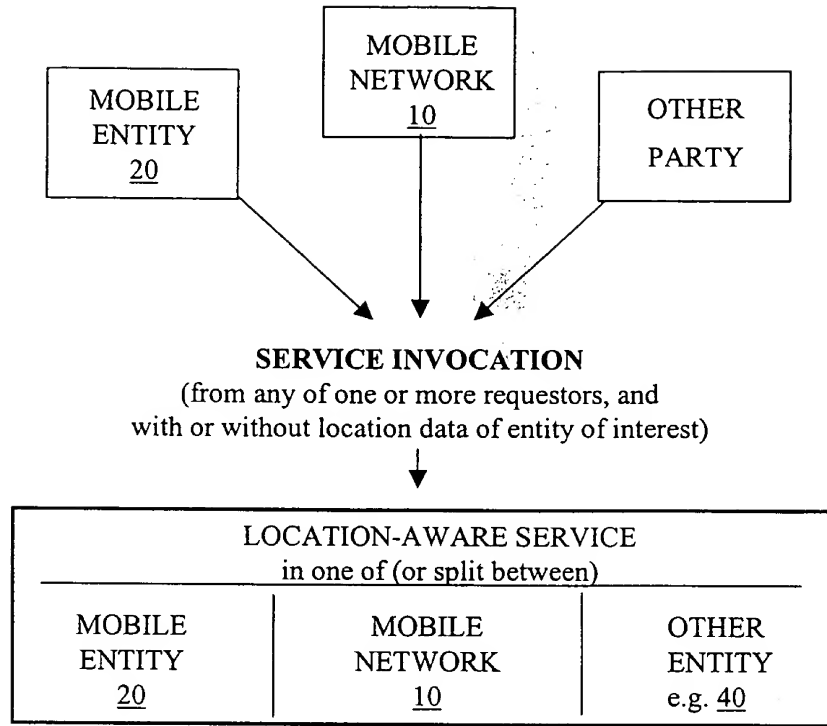 MOBILE
ENTITY
20
MOBILE
NETWORK
10
OTHER
PARTY
SERVICE INVOCATION
(from any of one or more requestors, and
with or without location data of entity of interest)
LOCATION-AWARE SERVICE
in one of (or split between)
MOBILE
ENTITY
20
MOBILE
NETWORK
10
OTHER
ENTITY
e.g. 40